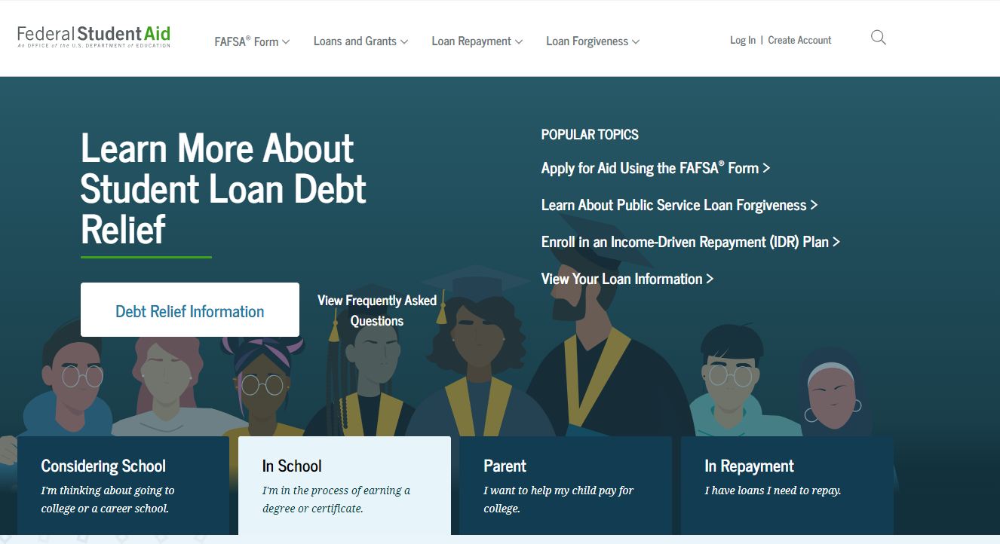 Federal Student Aid
An OFFICE of the U.S. DEPARTMENT of EDUCATION
FAFSA® Form
Loans and Grants
Loan Repayment
Loan Forgiveness
Log In | Create Account
Learn More About
Student Loan Debt
Relief
Debt Relief Information
View Frequently Asked
Questions
POPULAR TOPICS
Apply for Aid Using the FAFSA® Form >
Learn About Public Service Loan Forgiveness >
Enroll in an Income-Driven Repayment (IDR) Plan >
View Your Loan Information >
Considering School
I'm thinking about going to
college or a career school.
In School
I'm in the process of earning a
degree or certificate.
Parent
I want to help my child pay for
college.
In Repayment
I have loans I need to repay.